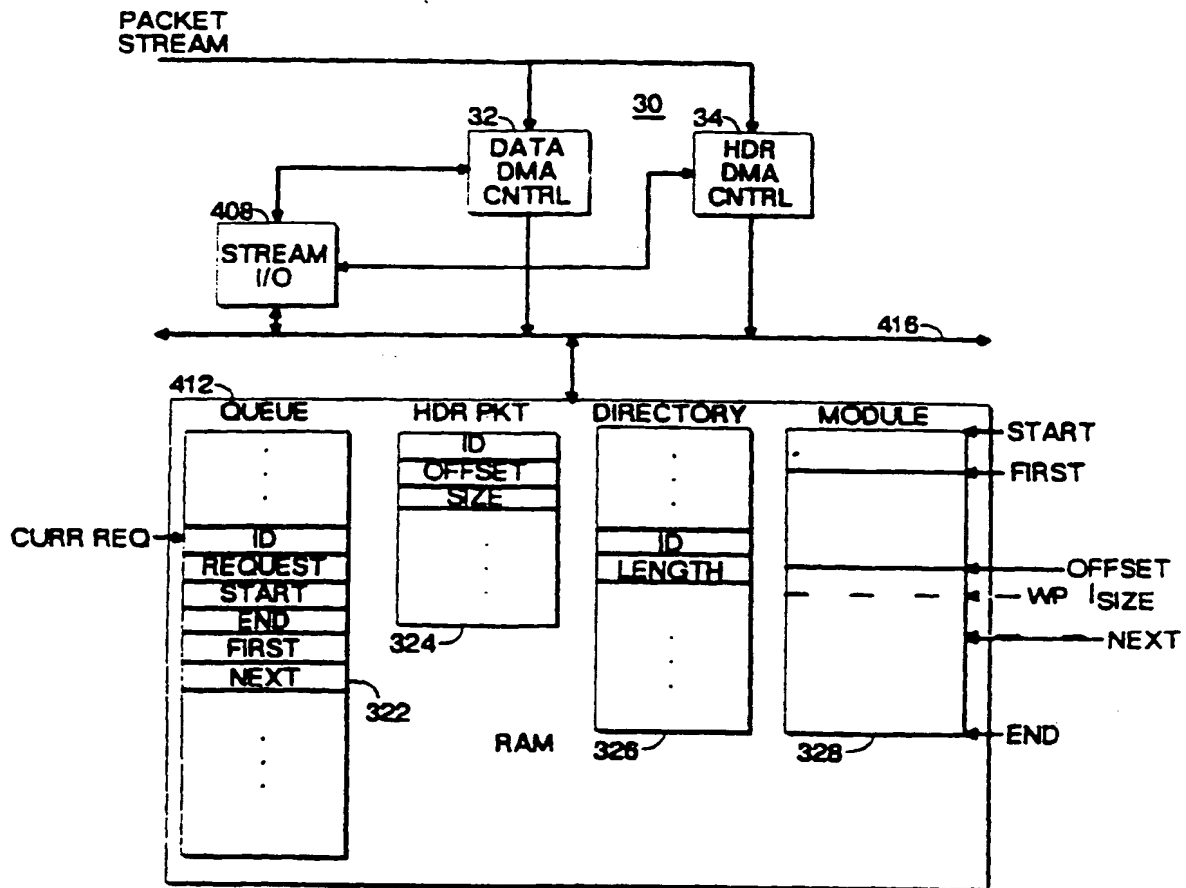 PACKET
STREAM
30
32
DATA
DMA
CNTRL
34
HDR
DMA
CNTRL
408
STREAM
I/O
416
412
QUEUE
HDR PKT
DIRECTORY
MODULE
CURR REQ
ID
REQUEST
START
END
FIRST
NEXT
322
ID
OFFSET
SIZE
324
ID
LENGTH
326
RAM
START
FIRST
OFFSET
WP
SIZE
NEXT
END
328